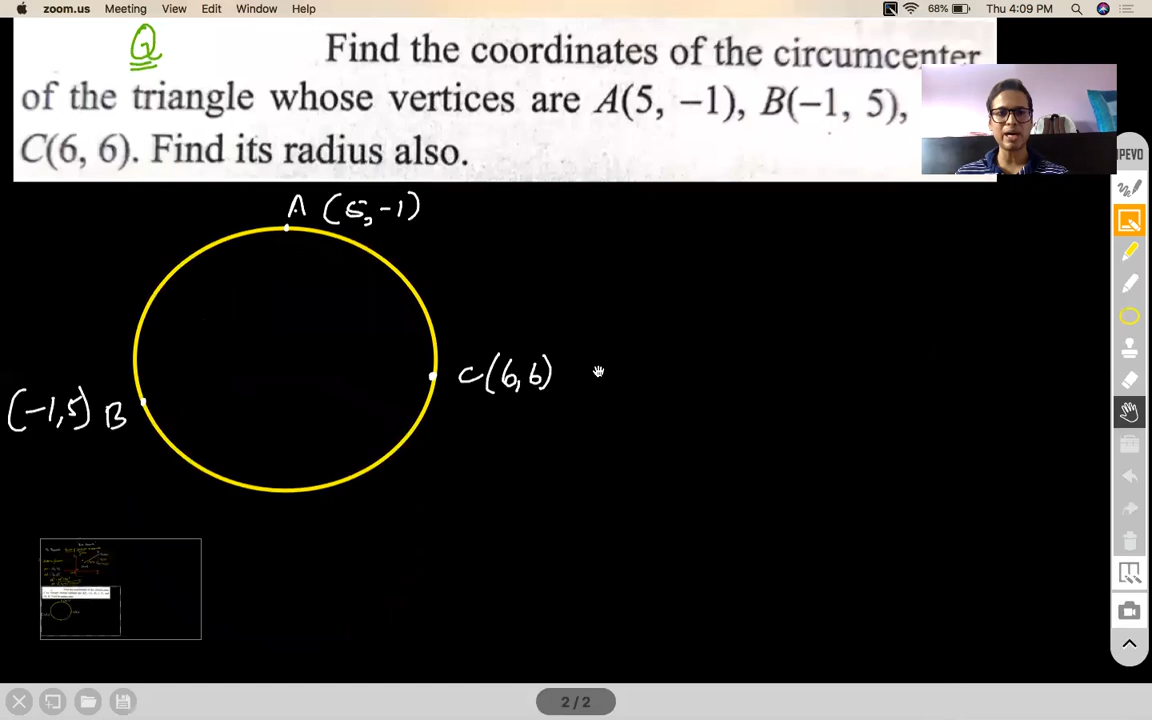 zoom.us Meeting View Edit Window Help 68% Thu 4:09 PM
Q Find the coordinates of the circumcenter
of the triangle whose vertices are A(5, −1), B(−1, 5),
C(6, 6). Find its radius also.
IPEVO
A (5,-1)
C(6,6)
(-1,5) B
2 / 2